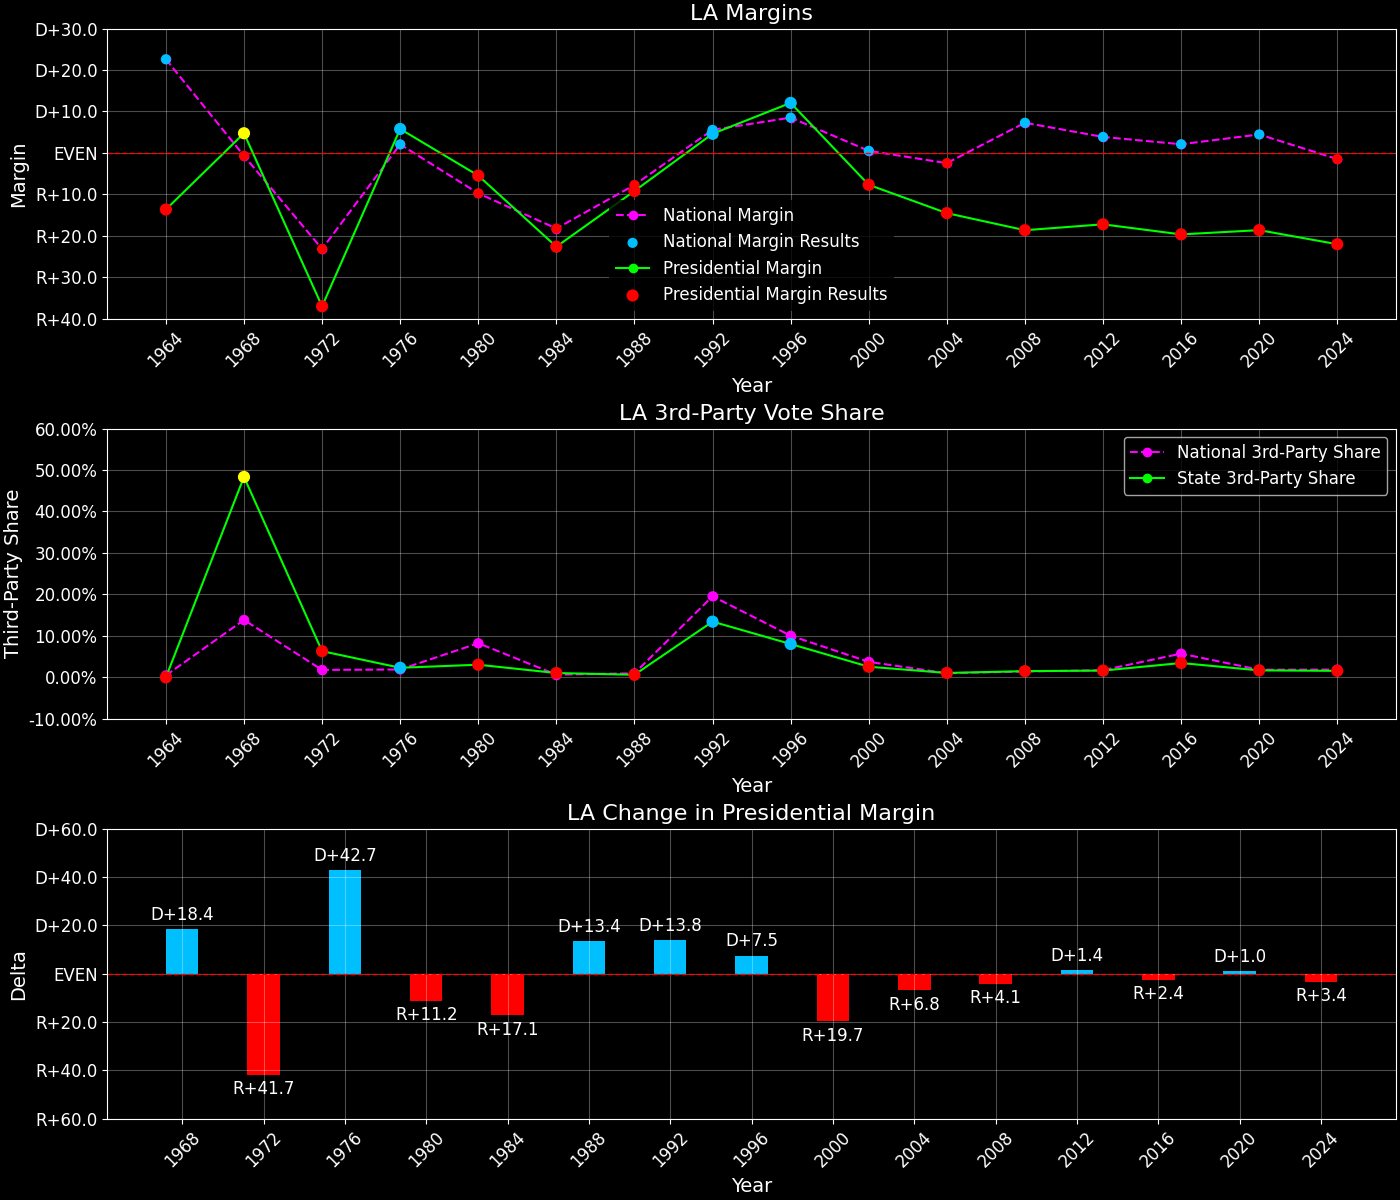 LA Margins
D+30.0
D+20.0
D+10.0
EVEN
R+10.0
R+20.0
R+30.0
R+40.0
Margin
National Margin
National Margin Results
Presidential Margin
Presidential Margin Results
1964 1968 1972 1976 1980 1984 1988 1992 1996 2000 2004 2008 2012 2016 2020 2024
Year
LA 3rd-Party Vote Share
60.00%
50.00%
40.00%
30.00%
20.00%
10.00%
0.00%
-10.00%
Third-Party Share
National 3rd-Party Share
State 3rd-Party Share
1964 1968 1972 1976 1980 1984 1988 1992 1996 2000 2004 2008 2012 2016 2020 2024
Year
LA Change in Presidential Margin
D+60.0
D+40.0
D+20.0
EVEN
R+20.0
R+40.0
R+60.0
Delta
D+18.4
R+41.7
D+42.7
R+11.2
R+17.1
D+13.4
D+13.8
D+7.5
R+19.7
R+6.8
R+4.1
D+1.4
R+2.4
D+1.0
R+3.4
1968 1972 1976 1980 1984 1988 1992 1996 2000 2004 2008 2012 2016 2020 2024
Year